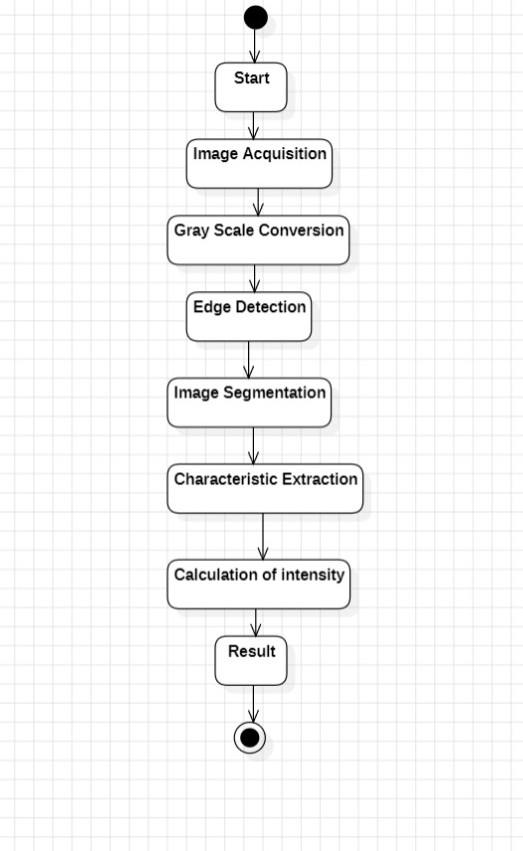 Start
Image Acquisition
Gray Scale Conversion
Edge Detection
Image Segmentation
Characteristic Extraction
Calculation of intensity
Result